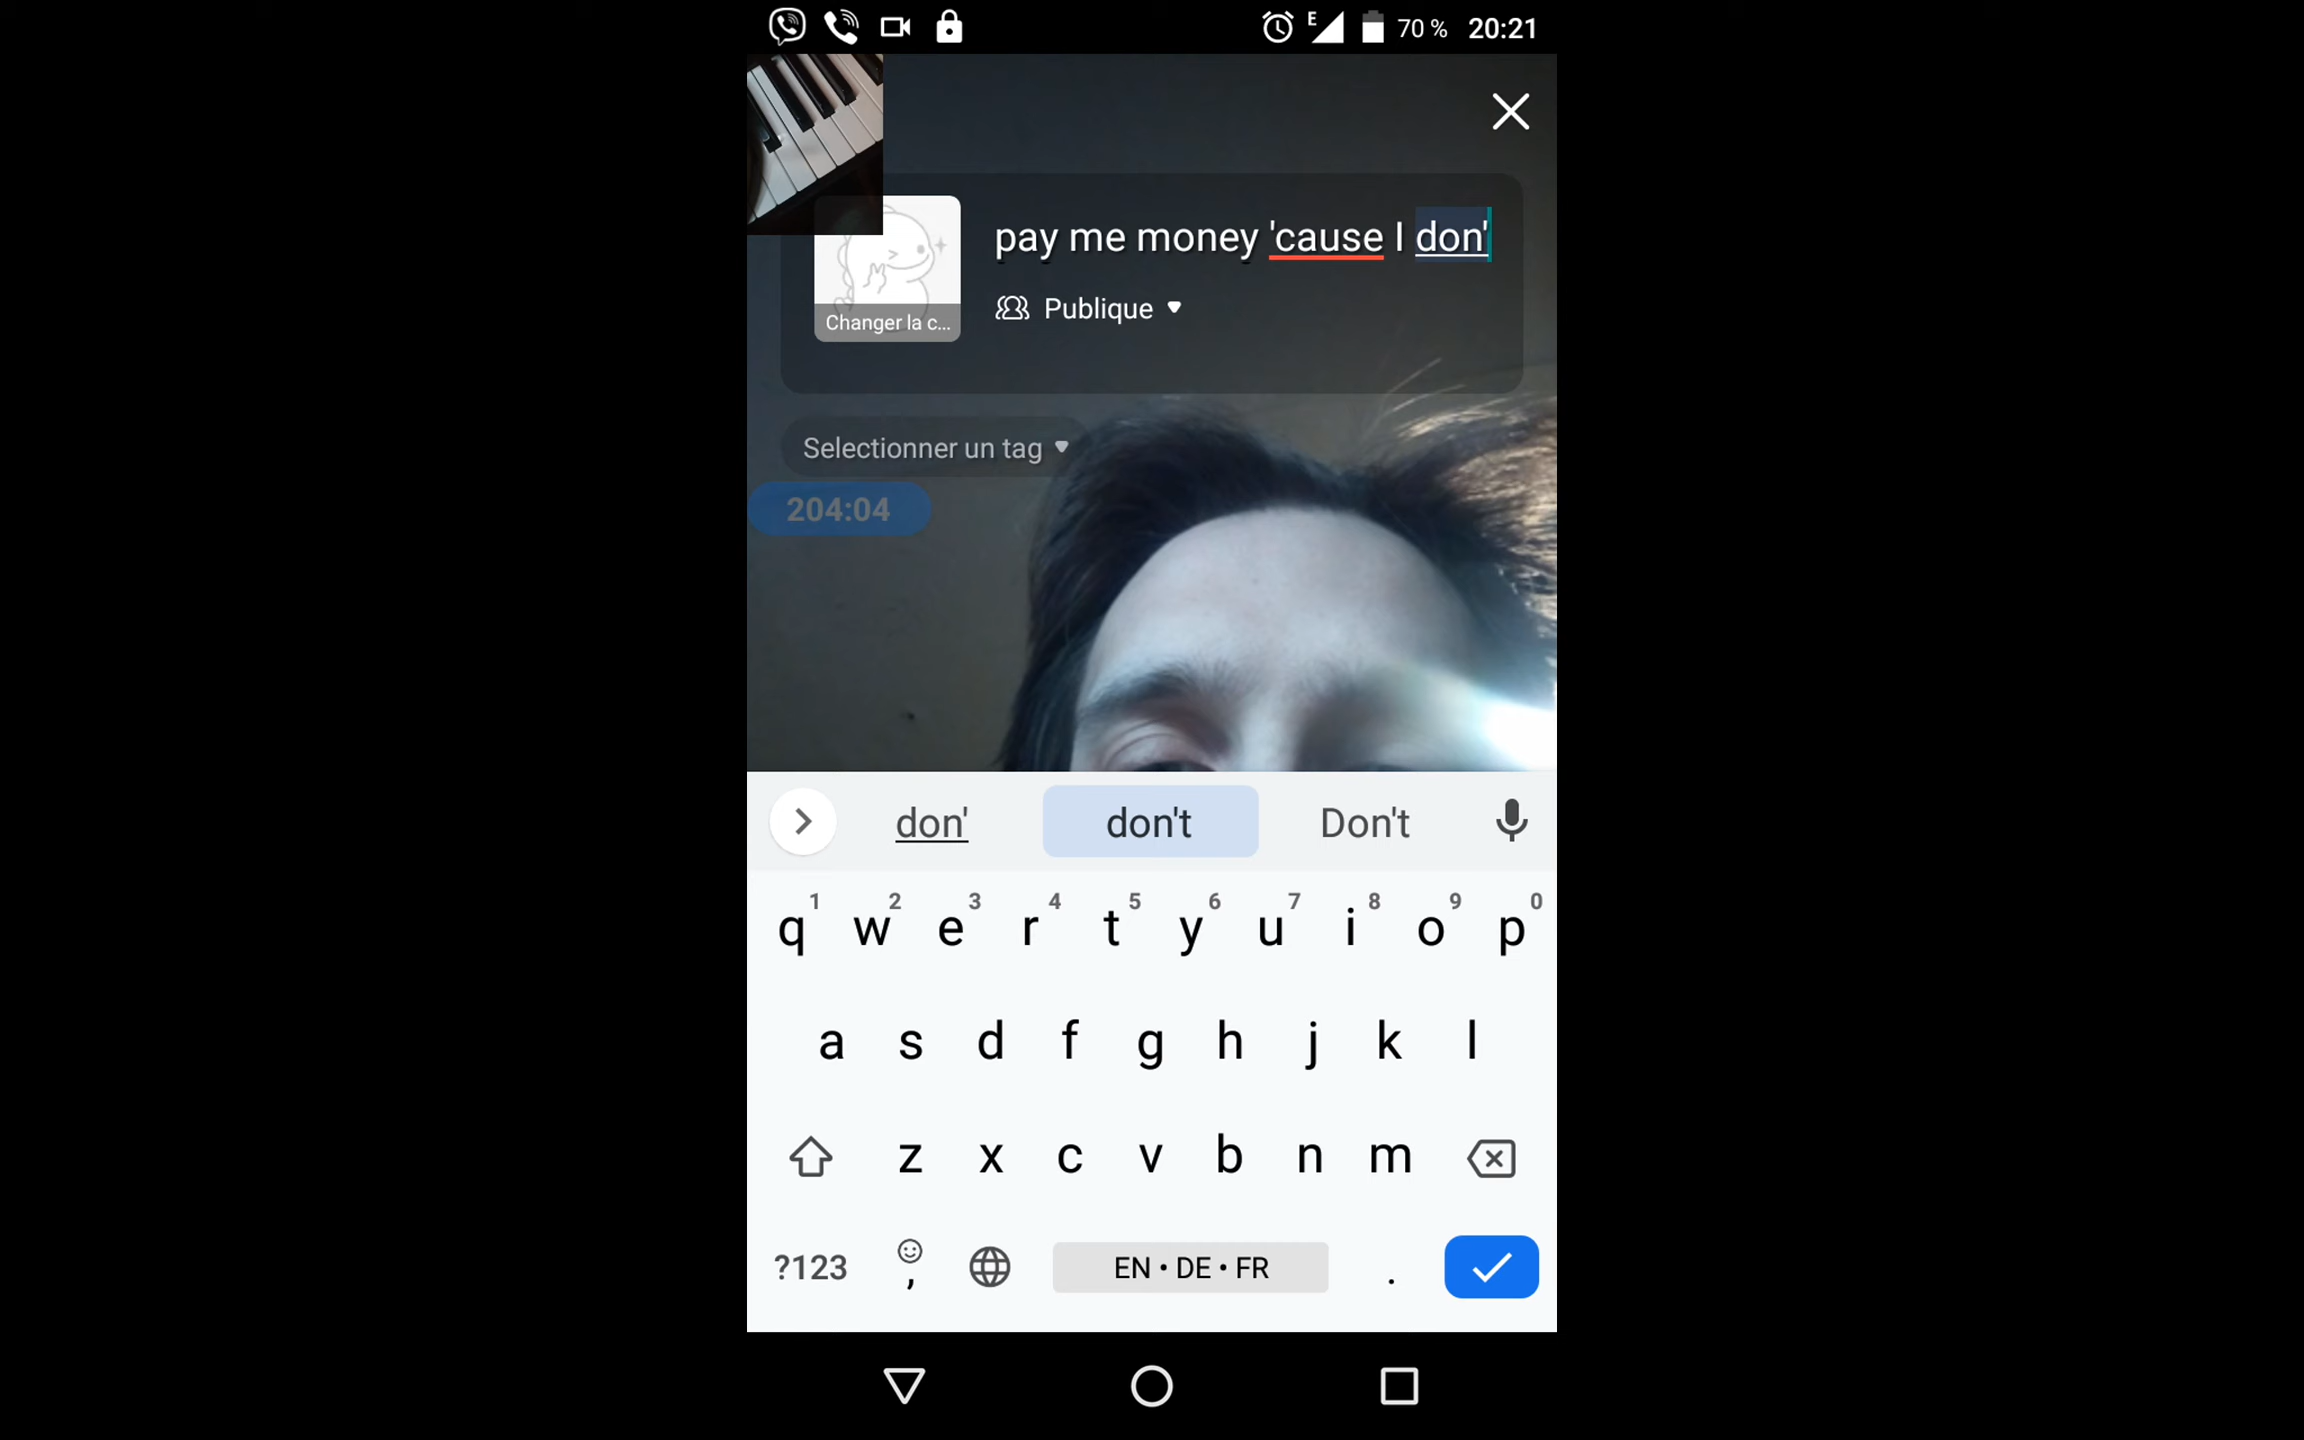 E 70 % 20:21
pay me money 'cause I don'
Changer la c...
Publique
Selectionner un tag
204:04
don' don't Don't
1 2 3 4 5 6 7 8 9 0
q w e r t y u i o p
a s d f g h j k l
z x c v b n m
?123 , EN • DE • FR .